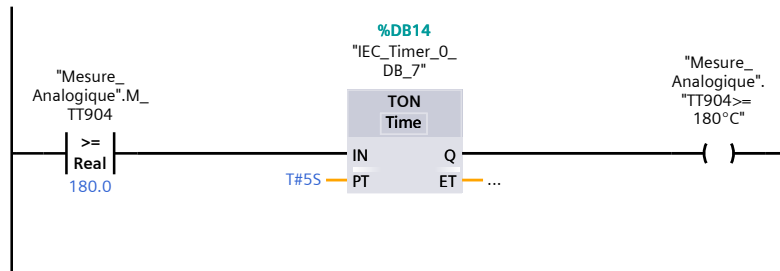 %DB14
"IEC_Timer_0_
DB_7"
"Mesure_
Analogique".M_
TT904
>=
Real
180.0
TON
Time
IN
Q
T#5S
PT
ET
...
"Mesure_
Analogique".
"TT904>=
180°C"